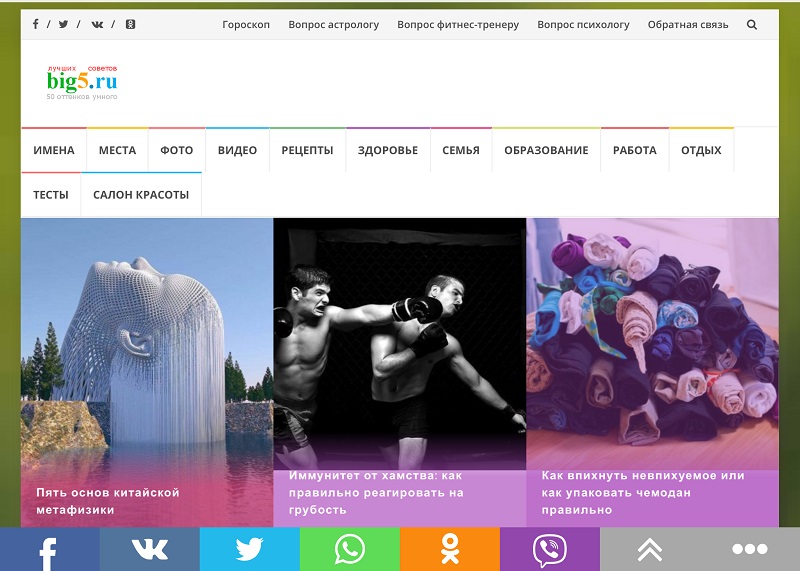 / / /
Гороскоп Вопрос астрологу Вопрос фитнес-тренеру Вопрос психологу Обратная связь
лучших советов
big5.ru
50 оттенков умного
ИМЕНА МЕСТА ФОТО ВИДЕО РЕЦЕПТЫ ЗДОРОВЬЕ СЕМЬЯ ОБРАЗОВАНИЕ РАБОТА ОТДЫХ
ТЕСТЫ САЛОН КРАСОТЫ
Пять основ китайской
метафизики
Иммунитет от хамства: как
правильно реагировать на
грубость
Как впихнуть невпихуемое или
как упаковать чемодан
правильно